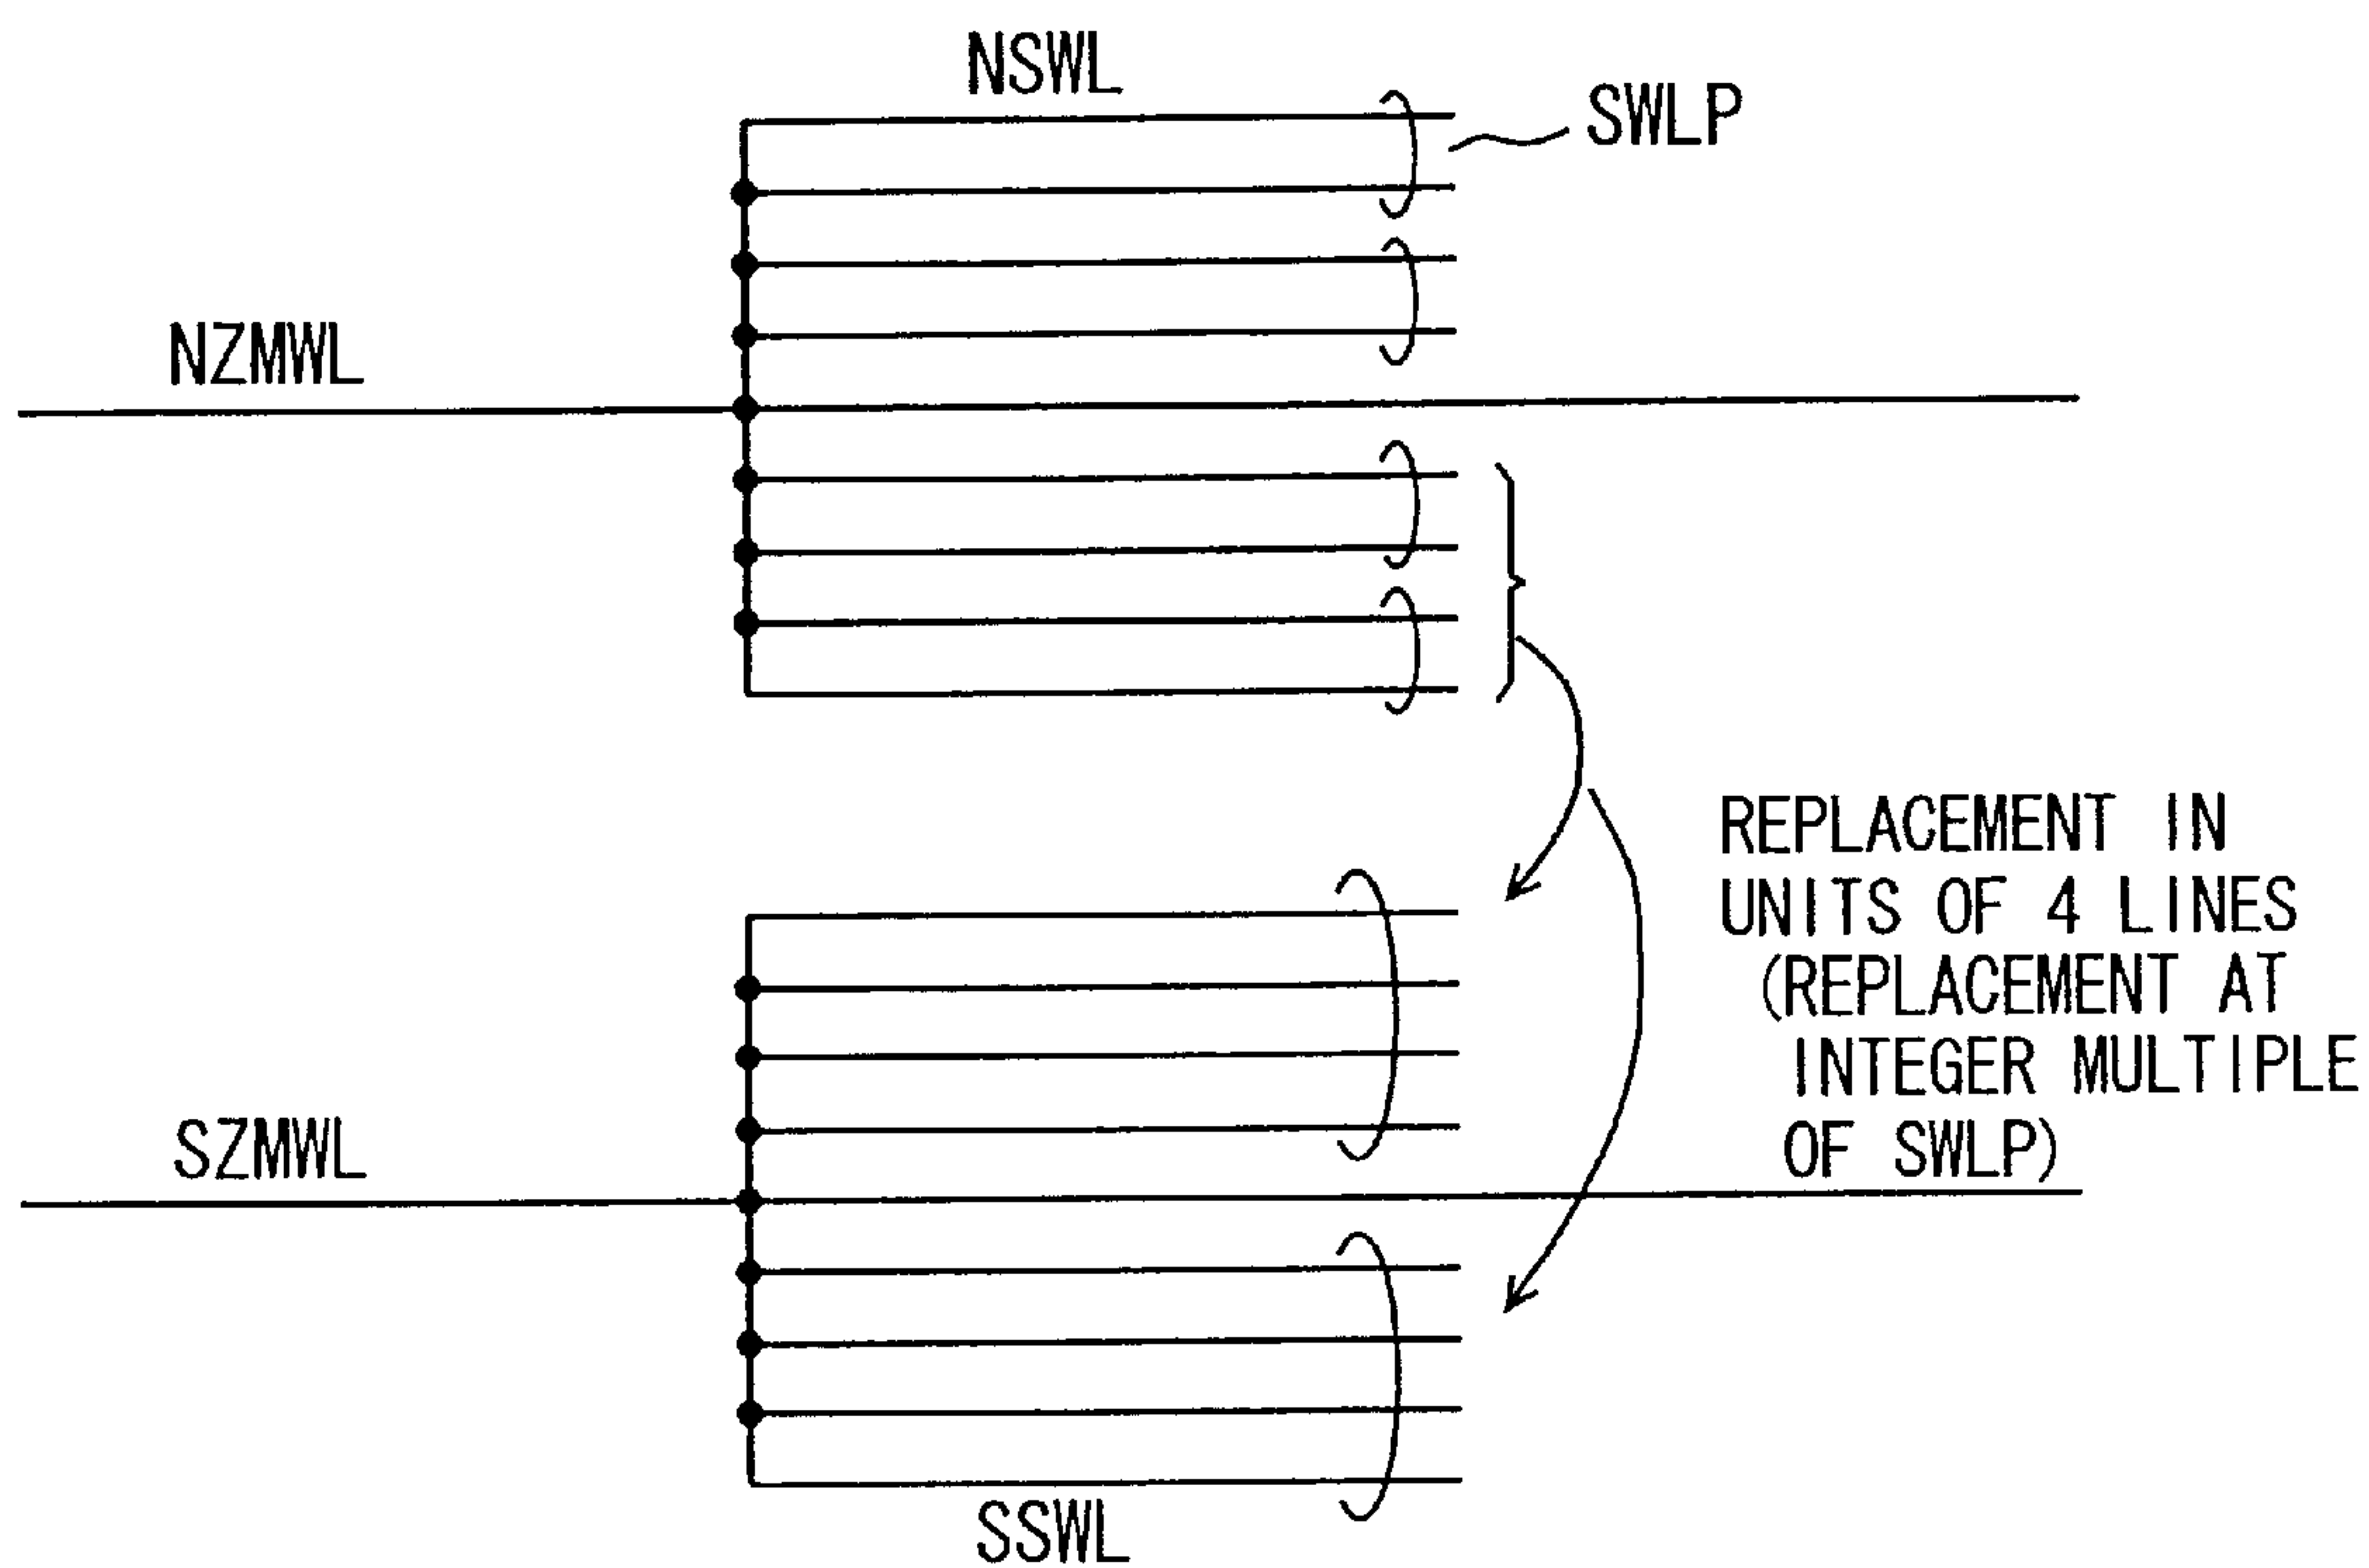 NSWL
SWLP
NZMWL
REPLACEMENT IN
UNITS OF 4 LINES
(REPLACEMENT AT
INTEGER MULTIPLE
OF SWLP)
SZMWL
SSWL